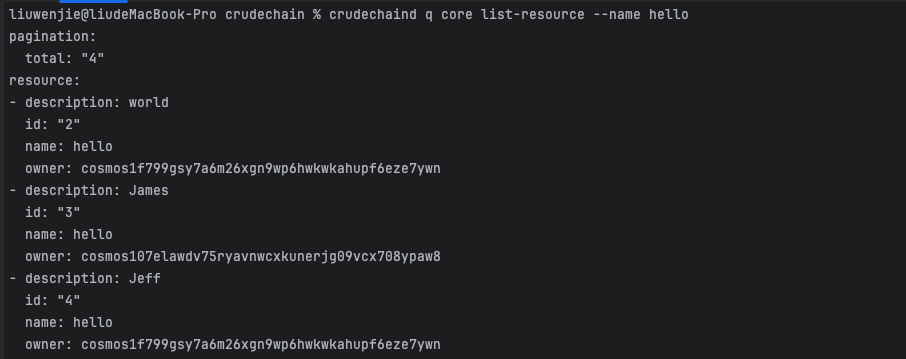 liuwenjie@liudeMacBook-Pro crudechain % crudechaind q core list-resource --name hello
pagination:
  total: "4"
resource:
- description: world
  id: "2"
  name: hello
  owner: cosmos1f799gsy7a6m26xgn9wp6hwkwkahupf6eze7ywn
- description: James
  id: "3"
  name: hello
  owner: cosmos107elawdv75ryavnwcxkunerjg09vcx708ypaw8
- description: Jeff
  id: "4"
  name: hello
  owner: cosmos1f799gsy7a6m26xgn9wp6hwkwkahupf6eze7ywn